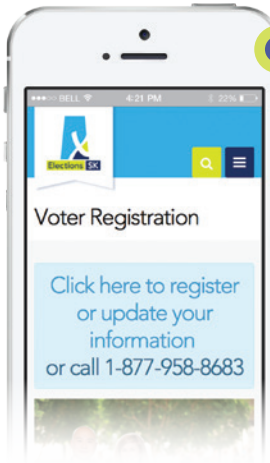 BELL 4:21 PM 22%
Elections SK
Voter Registration
Click here to register
or update your
information
or call 1-877-958-8683